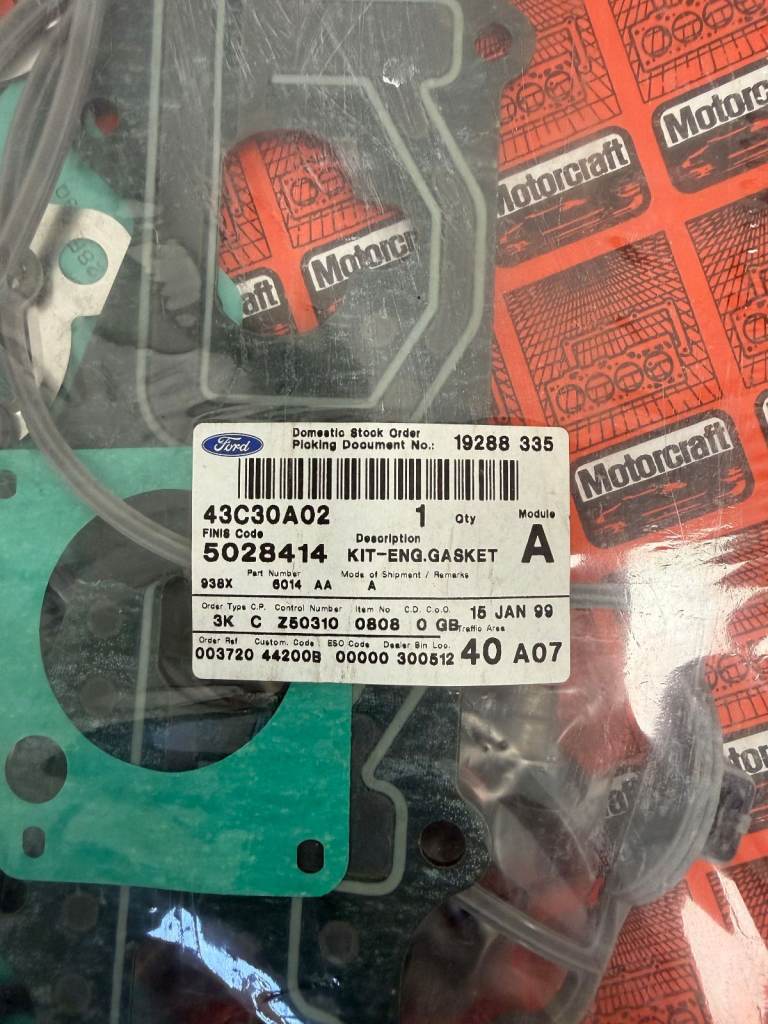 Motorcraft
Motorcraft
Motorcraft
Ford
Domestic Stock Order
Picking Document No.: 19288 335
43C30A02 1 Qty Module
FINIS Code Description
5028414 KIT-ENG.GASKET A
Part Number Mode of Shipment / Remarks
938X 6014 AA A
Order Type C.P. Control Number Item No C.D. C.o.O. 15 JAN 99
3K C Z50310 0808 0 GB Traffic Area
Order Ref Custom. Code ESO Code Dealer Bin Loc.
003720 44200B 00000 300512 40 A07
Motorcraft